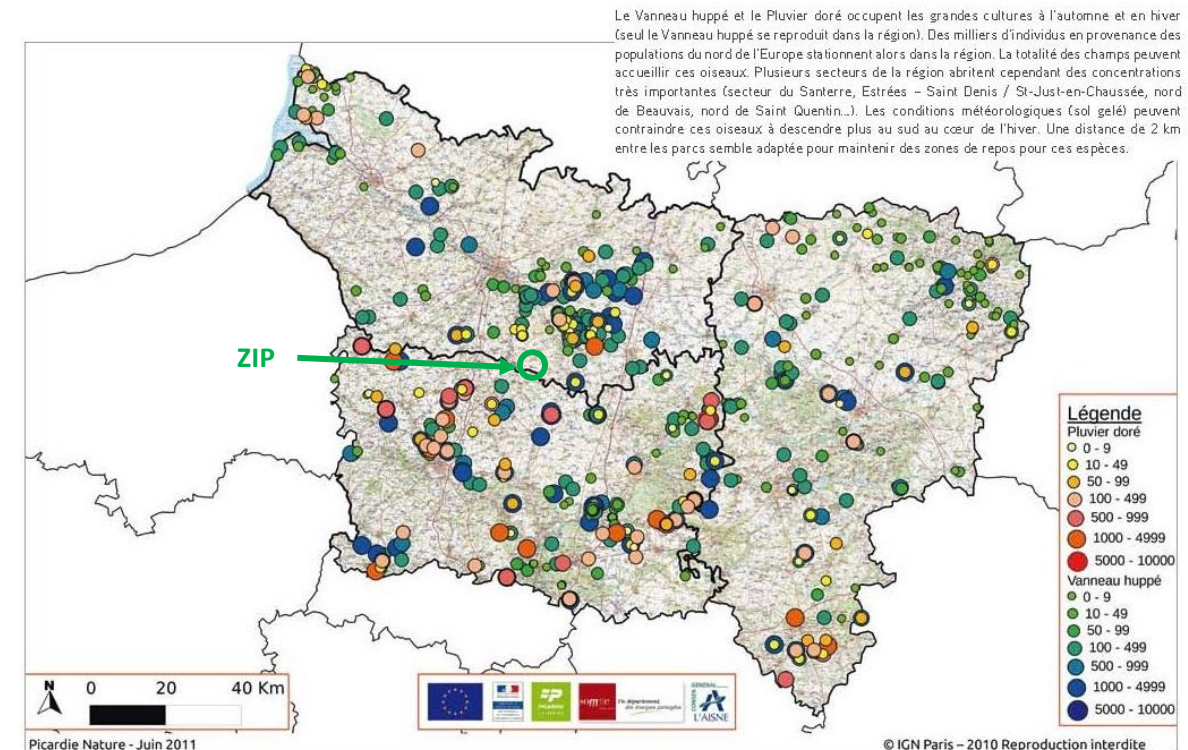 Le Vanneau huppé et le Pluvier doré occupent les grandes cultures à l'automne et en hiver
(seul le Vanneau huppé se reproduit dans la région). Des milliers d'individus en provenance des
populations du nord de l'Europe stationnent alors dans la région. La totalité des champs peuvent
accueillir ces oiseaux. Plusieurs secteurs de la région abritent cependant des concentrations
très importantes (secteur du Santerre, Estrées – Saint Denis / St-Just-en-Chaussée, nord
de Beauvais, nord de Saint Quentin...). Les conditions météorologiques (sol gelé) peuvent
contraindre ces oiseaux à descendre plus au sud au cœur de l'hiver. Une distance de 2 km
entre les parcs semble adaptée pour maintenir des zones de repos pour ces espèces.
ZIP
Légende
Pluvier doré
0 - 9
10 - 49
50 - 99
100 - 499
500 - 999
1000 - 4999
5000 - 10000
Vanneau huppé
0 - 9
10 - 49
50 - 99
100 - 499
500 - 999
1000 - 4999
5000 - 10000
N
0 20 40 Km
PICARDIE
CONSEIL GÉNÉRAL
L'AISNE
Picardie Nature - Juin 2011
© IGN Paris – 2010 Reproduction interdite